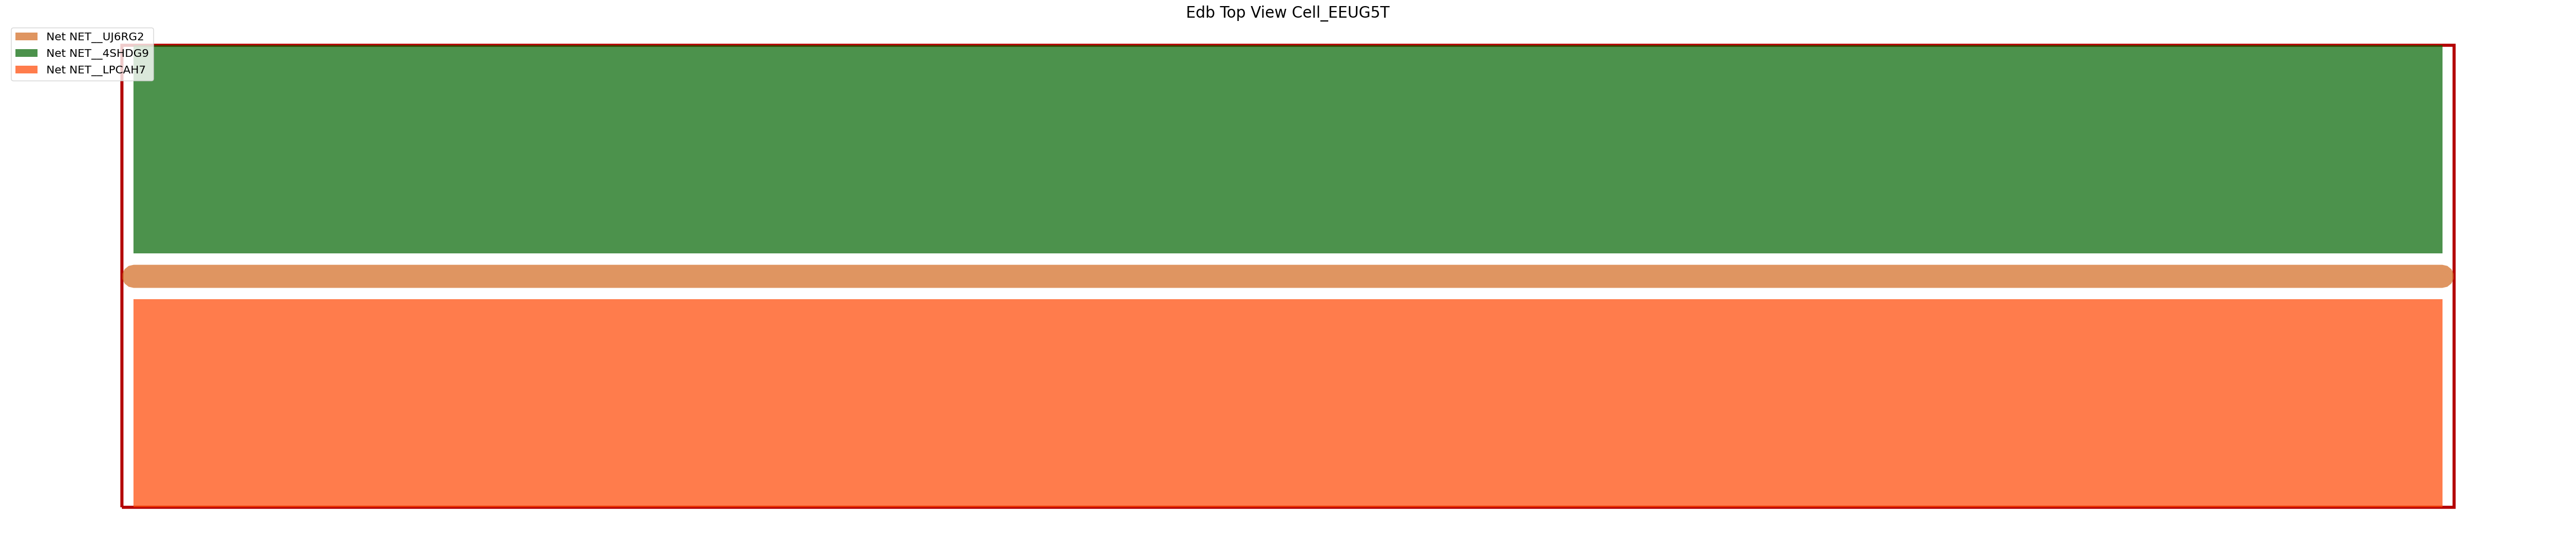 Edb Top View Cell_EEUG5T
Net NET__UJ6RG2
Net NET__4SHDG9
Net NET__LPCAH7